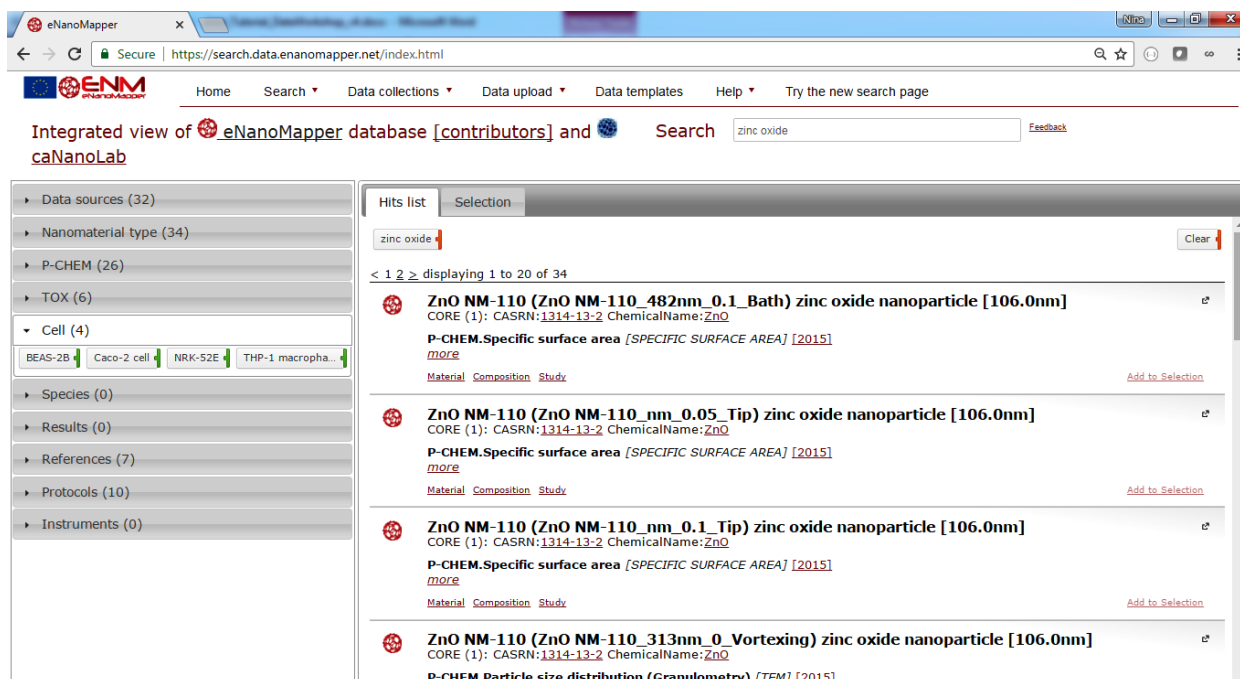 eNanoMapper
Nina
Secure https://search.data.enanomapper.net/index.html
ENM
eNanoMapper
Home Search Data collections Data upload Data templates Help Try the new search page
Integrated view of eNanoMapper database [contributors] and
caNanoLab
Search zinc oxide Feedback
Data sources (32)
Nanomaterial type (34)
P-CHEM (26)
TOX (6)
Cell (4)
BEAS-2B Caco-2 cell NRK-52E THP-1 macropha...
Species (0)
Results (0)
References (7)
Protocols (10)
Instruments (0)
Hits list Selection
zinc oxide Clear
< 1 2 > displaying 1 to 20 of 34
ZnO NM-110 (ZnO NM-110_482nm_0.1_Bath) zinc oxide nanoparticle [106.0nm]
CORE (1): CASRN:1314-13-2 ChemicalName:ZnO
P-CHEM.Specific surface area [SPECIFIC SURFACE AREA] [2015]
more
Material Composition Study Add to Selection
ZnO NM-110 (ZnO NM-110_nm_0.05_Tip) zinc oxide nanoparticle [106.0nm]
CORE (1): CASRN:1314-13-2 ChemicalName:ZnO
P-CHEM.Specific surface area [SPECIFIC SURFACE AREA] [2015]
more
Material Composition Study Add to Selection
ZnO NM-110 (ZnO NM-110_nm_0.1_Tip) zinc oxide nanoparticle [106.0nm]
CORE (1): CASRN:1314-13-2 ChemicalName:ZnO
P-CHEM.Specific surface area [SPECIFIC SURFACE AREA] [2015]
more
Material Composition Study Add to Selection
ZnO NM-110 (ZnO NM-110_313nm_0_Vortexing) zinc oxide nanoparticle [106.0nm]
CORE (1): CASRN:1314-13-2 ChemicalName:ZnO
P-CHEM.Particle size distribution (Granulometry) [TEM] [2015]